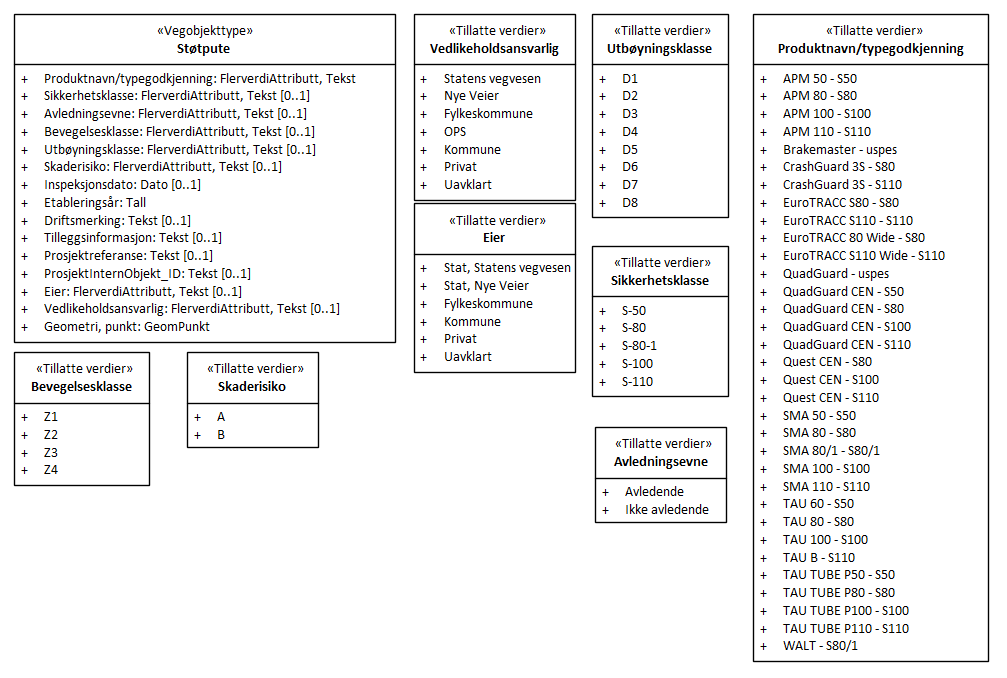 «Vegobjekttype»
Støtpute
+ Produktnavn/typegodkjenning: FlerverdiAttributt, Tekst
+ Sikkerhetsklasse: FlerverdiAttributt, Tekst [0..1]
+ Avledningsevne: FlerverdiAttributt, Tekst [0..1]
+ Bevegelsesklasse: FlerverdiAttributt, Tekst [0..1]
+ Utbøyningsklasse: FlerverdiAttributt, Tekst [0..1]
+ Skaderisiko: FlerverdiAttributt, Tekst [0..1]
+ Inspeksjonsdato: Dato [0..1]
+ Etableringsår: Tall
+ Driftsmerking: Tekst [0..1]
+ Tilleggsinformasjon: Tekst [0..1]
+ Prosjektreferanse: Tekst [0..1]
+ ProsjektInternObjekt_ID: Tekst [0..1]
+ Eier: FlerverdiAttributt, Tekst [0..1]
+ Vedlikeholdsansvarlig: FlerverdiAttributt, Tekst [0..1]
+ Geometri, punkt: GeomPunkt
«Tillatte verdier»
Bevegelsesklasse
+ Z1
+ Z2
+ Z3
+ Z4
«Tillatte verdier»
Skaderisiko
+ A
+ B
«Tillatte verdier»
Vedlikeholdsansvarlig
+ Statens vegvesen
+ Nye Veier
+ Fylkeskommune
+ OPS
+ Kommune
+ Privat
+ Uavklart
«Tillatte verdier»
Eier
+ Stat, Statens vegvesen
+ Stat, Nye Veier
+ Fylkeskommune
+ Kommune
+ Privat
+ Uavklart
«Tillatte verdier»
Utbøyningsklasse
+ D1
+ D2
+ D3
+ D4
+ D5
+ D6
+ D7
+ D8
«Tillatte verdier»
Sikkerhetsklasse
+ S-50
+ S-80
+ S-80-1
+ S-100
+ S-110
«Tillatte verdier»
Avledningsevne
+ Avledende
+ Ikke avledende
«Tillatte verdier»
Produktnavn/typegodkjenning
+ APM 50 - S50
+ APM 80 - S80
+ APM 100 - S100
+ APM 110 - S110
+ Brakemaster - uspes
+ CrashGuard 3S - S80
+ CrashGuard 3S - S110
+ EuroTRACC S80 - S80
+ EuroTRACC S110 - S110
+ EuroTRACC 80 Wide - S80
+ EuroTRACC S110 Wide - S110
+ QuadGuard - uspes
+ QuadGuard CEN - S50
+ QuadGuard CEN - S80
+ QuadGuard CEN - S100
+ QuadGuard CEN - S110
+ Quest CEN - S80
+ Quest CEN - S100
+ Quest CEN - S110
+ SMA 50 - S50
+ SMA 80 - S80
+ SMA 80/1 - S80/1
+ SMA 100 - S100
+ SMA 110 - S110
+ TAU 60 - S50
+ TAU 80 - S80
+ TAU 100 - S100
+ TAU B - S110
+ TAU TUBE P50 - S50
+ TAU TUBE P80 - S80
+ TAU TUBE P100 - S100
+ TAU TUBE P110 - S110
+ WALT - S80/1